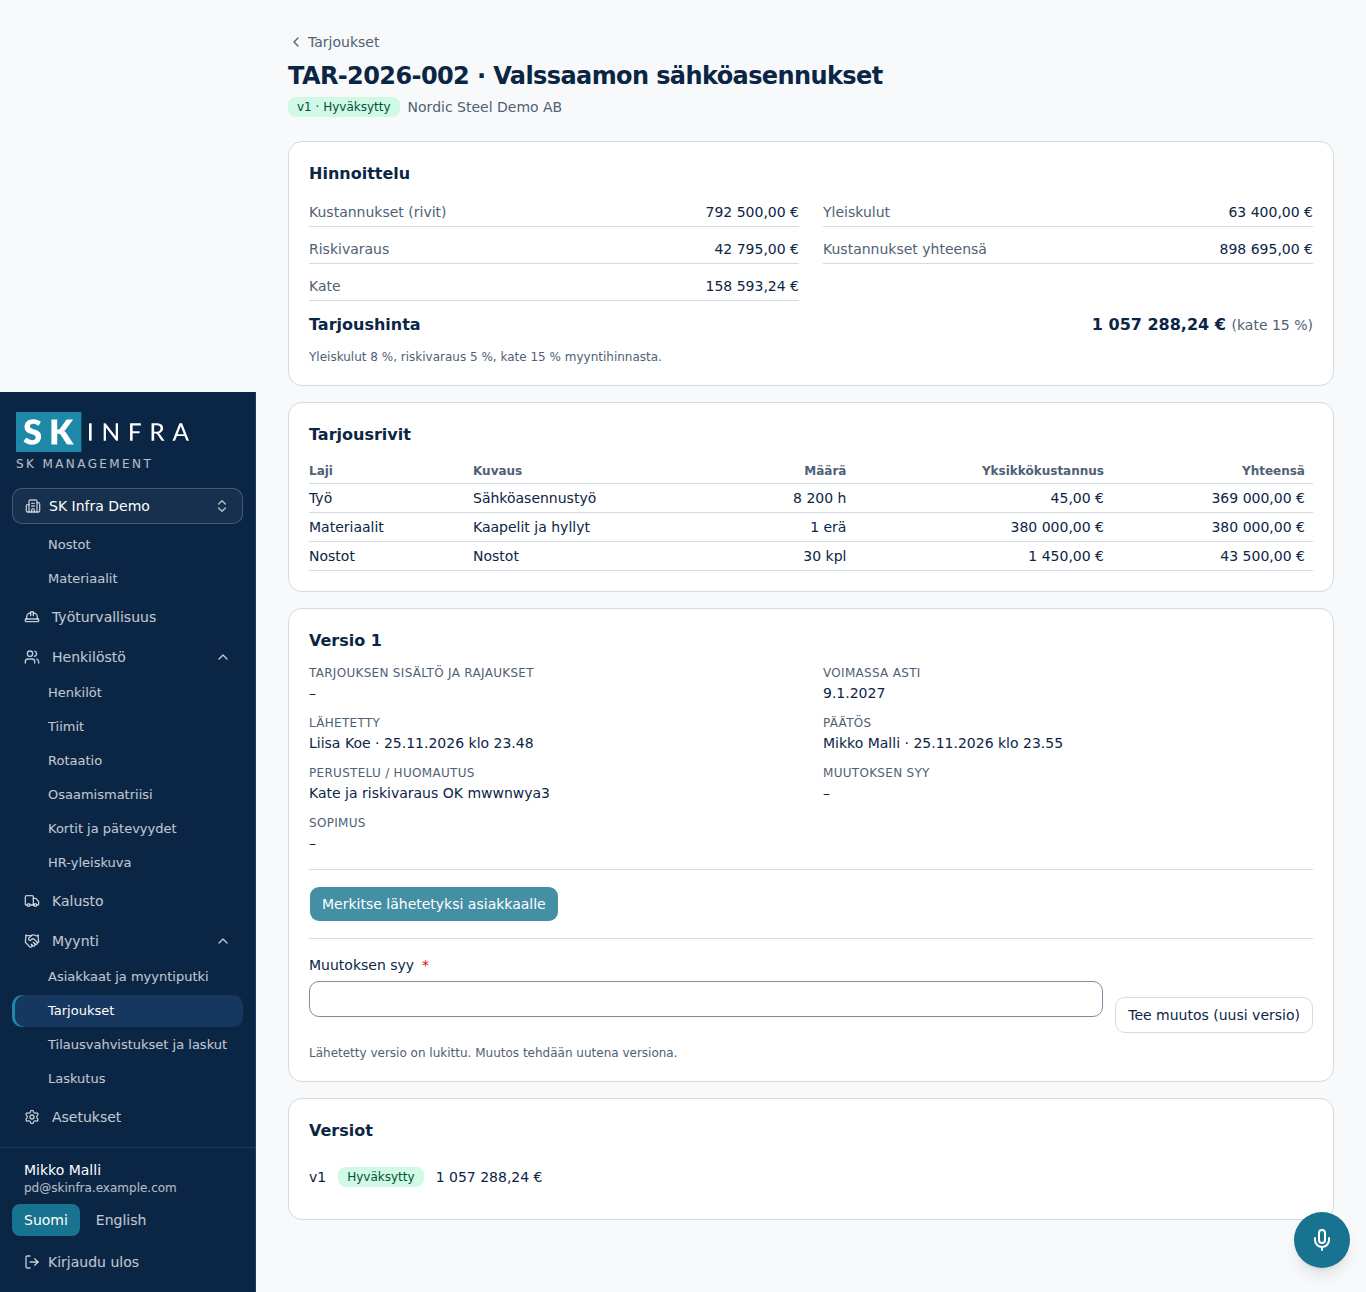 Tarjoukset
TAR-2026-002 · Valssaamon sähköasennukset
v1 · Hyväksytty Nordic Steel Demo AB
Hinnoittelu
Kustannukset (rivit) 792 500,00 € Yleiskulut 63 400,00 €
Riskivaraus 42 795,00 € Kustannukset yhteensä 898 695,00 €
Kate 158 593,24 €
Tarjoushinta 1 057 288,24 € (kate 15 %)
Yleiskulut 8 %, riskivaraus 5 %, kate 15 % myyntihinnasta.
Tarjousrivit
Laji Kuvaus Määrä Yksikkökustannus Yhteensä
Työ Sähköasennustyö 8 200 h 45,00 € 369 000,00 €
Materiaalit Kaapelit ja hyllyt 1 erä 380 000,00 € 380 000,00 €
Nostot Nostot 30 kpl 1 450,00 € 43 500,00 €
Versio 1
TARJOUKSEN SISÄLTÖ JA RAJAUKSET VOIMASSA ASTI
– 9.1.2027
LÄHETETTY PÄÄTÖS
Liisa Koe · 25.11.2026 klo 23.48 Mikko Malli · 25.11.2026 klo 23.55
PERUSTELU / HUOMAUTUS MUUTOKSEN SYY
Kate ja riskivaraus OK mwwnwya3 –
SOPIMUS
–
Merkitse lähetetyksi asiakkaalle
Muutoksen syy *
Tee muutos (uusi versio)
Lähetetty versio on lukittu. Muutos tehdään uutena versiona.
Versiot
v1 Hyväksytty 1 057 288,24 €
SK INFRA
SK MANAGEMENT
SK Infra Demo
Nostot
Materiaalit
Työturvallisuus
Henkilöstö
Henkilöt
Tiimit
Rotaatio
Osaamismatriisi
Kortit ja pätevyydet
HR-yleiskuva
Kalusto
Myynti
Asiakkaat ja myyntiputki
Tarjoukset
Tilausvahvistukset ja laskut
Laskutus
Asetukset
Mikko Malli
pd@skinfra.example.com
Suomi English
Kirjaudu ulos